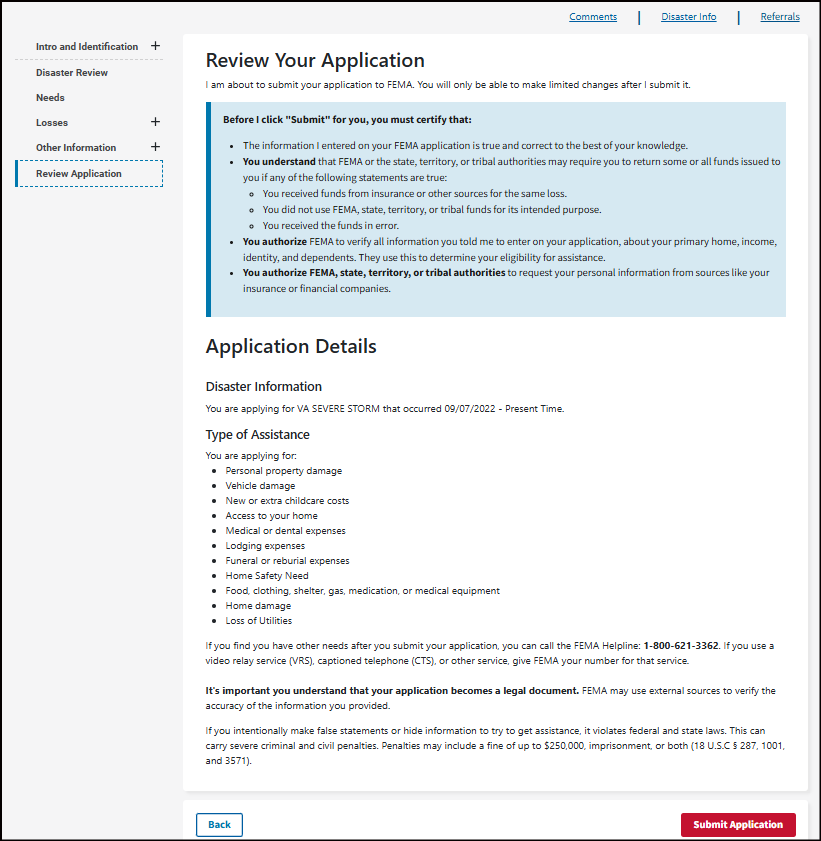 Comments | Disaster Info | Referrals
Intro and Identification +
Disaster Review
Needs
Losses +
Other Information +
Review Application
Review Your Application
I am about to submit your application to FEMA. You will only be able to make limited changes after I submit it.
Before I click "Submit" for you, you must certify that:
• The information I entered on your FEMA application is true and correct to the best of your knowledge.
• You understand that FEMA or the state, territory, or tribal authorities may require you to return some or all funds issued to
you if any of the following statements are true:
◦ You received funds from insurance or other sources for the same loss.
◦ You did not use FEMA, state, territory, or tribal funds for its intended purpose.
◦ You received the funds in error.
• You authorize FEMA to verify all information you told me to enter on your application, about your primary home, income,
identity, and dependents. They use this to determine your eligibility for assistance.
• You authorize FEMA, state, territory, or tribal authorities to request your personal information from sources like your
insurance or financial companies.
Application Details
Disaster Information
You are applying for VA SEVERE STORM that occurred 09/07/2022 - Present Time.
Type of Assistance
You are applying for:
• Personal property damage
• Vehicle damage
• New or extra childcare costs
• Access to your home
• Medical or dental expenses
• Lodging expenses
• Funeral or reburial expenses
• Home Safety Need
• Food, clothing, shelter, gas, medication, or medical equipment
• Home damage
• Loss of Utilities
If you find you have other needs after you submit your application, you can call the FEMA Helpline: 1-800-621-3362. If you use a
video relay service (VRS), captioned telephone (CTS), or other service, give FEMA your number for that service.
It's important you understand that your application becomes a legal document. FEMA may use external sources to verify the
accuracy of the information you provided.
If you intentionally make false statements or hide information to try to get assistance, it violates federal and state laws. This can
carry severe criminal and civil penalties. Penalties may include a fine of up to $250,000, imprisonment, or both (18 U.S.C § 287, 1001,
and 3571).
Back
Submit Application